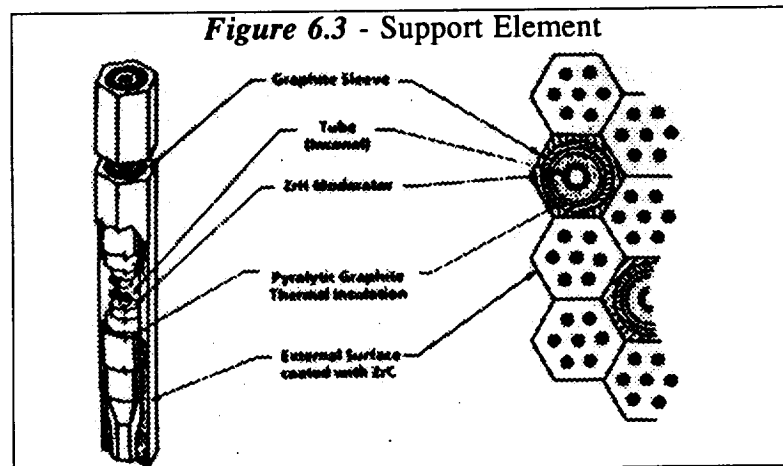 Figure 6.3 - Support Element
Graphite Sleeve
Tube
(Inconel)
ZrH Moderator
Pyrolytic Graphite
Thermal Insulation
External Surface
coated with ZrC